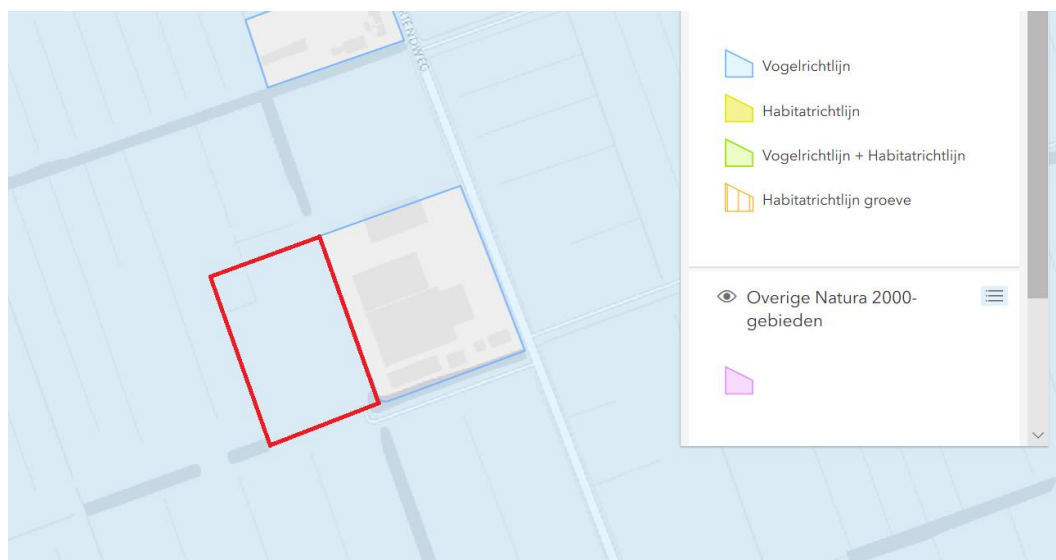 Vogelrichtlijn
Habitatrichtlijn
Vogelrichtlijn + Habitatrichtlijn
Habitatrichtlijn groeve
Overige Natura 2000-
gebieden